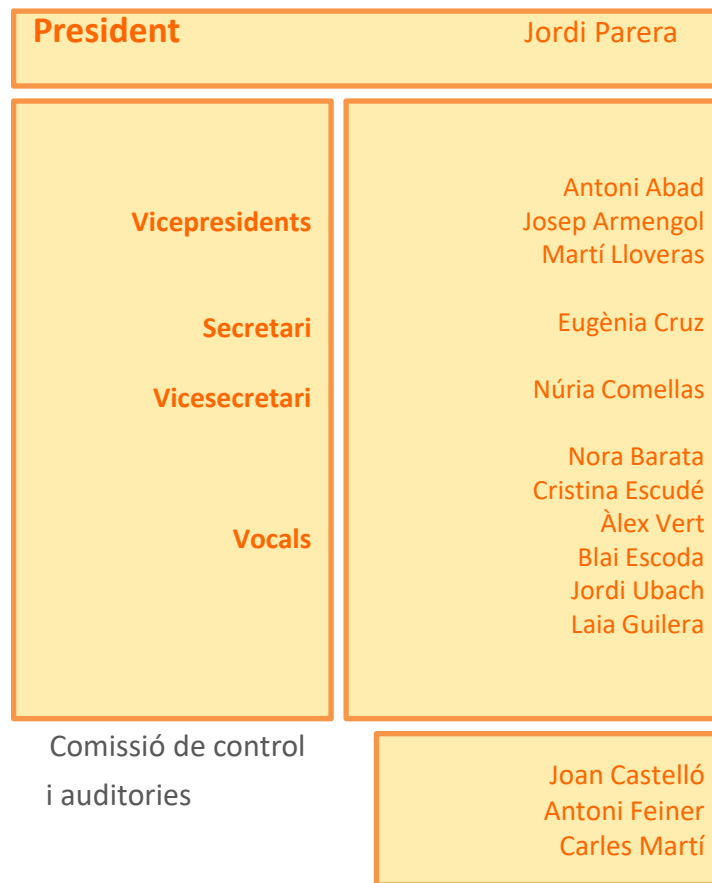 President Jordi Parera
Vicepresidents
Antoni Abad
Josep Armengol
Martí Lloveras
Secretari Eugènia Cruz
Vicesecretari Núria Comellas
Vocals
Nora Barata
Cristina Escudé
Àlex Vert
Blai Escoda
Jordi Ubach
Laia Guilera
Comissió de control
i auditories
Joan Castelló
Antoni Feiner
Carles Martí